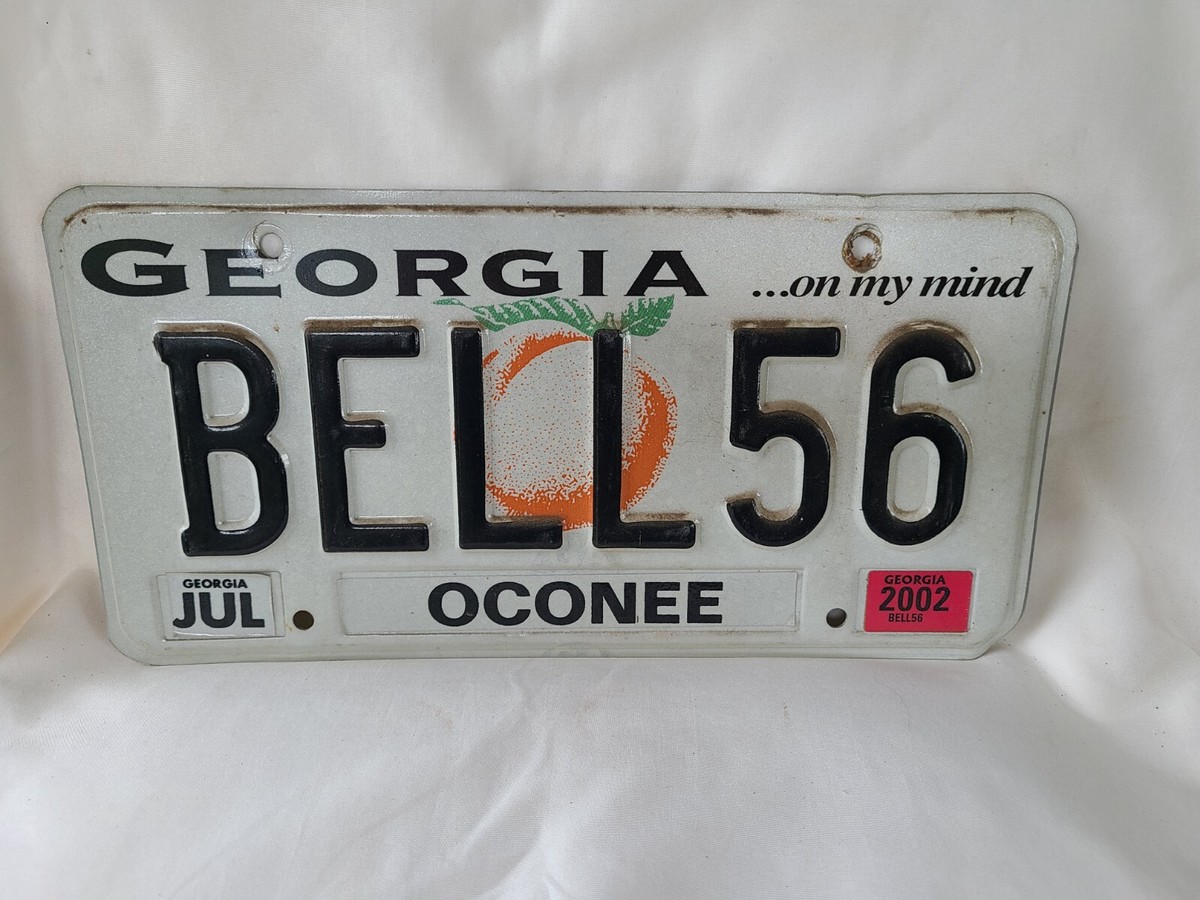 GEORGIA ...on my mind
BELL56
GEORGIA
JUL
OCONEE
GEORGIA
2002
BELL56